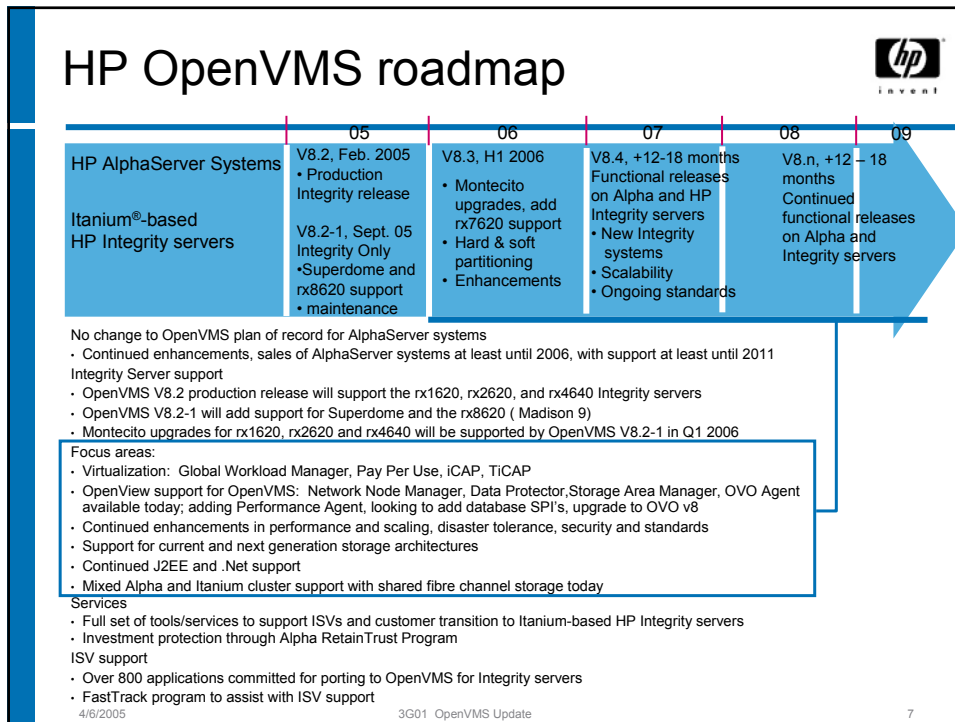 HP OpenVMS roadmap
hp
invent
05
06
07
08
09
HP AlphaServer Systems
Itanium®-based
HP Integrity servers
V8.2, Feb. 2005
• Production
Integrity release
V8.2-1, Sept. 05
Integrity Only
•Superdome and
rx8620 support
• maintenance
V8.3, H1 2006
• Montecito
upgrades, add
rx7620 support
• Hard & soft
partitioning
• Enhancements
V8.4, +12-18 months
Functional releases
on Alpha and HP
Integrity servers
• New Integrity
systems
• Scalability
• Ongoing standards
V8.n, +12 – 18
months
Continued
functional releases
on Alpha and
Integrity servers
No change to OpenVMS plan of record for AlphaServer systems
• Continued enhancements, sales of AlphaServer systems at least until 2006, with support at least until 2011
Integrity Server support
• OpenVMS V8.2 production release will support the rx1620, rx2620, and rx4640 Integrity servers
• OpenVMS V8.2-1 will add support for Superdome and the rx8620 ( Madison 9)
• Montecito upgrades for rx1620, rx2620 and rx4640 will be supported by OpenVMS V8.2-1 in Q1 2006
Focus areas:
• Virtualization: Global Workload Manager, Pay Per Use, iCAP, TiCAP
• OpenView support for OpenVMS: Network Node Manager, Data Protector,Storage Area Manager, OVO Agent
available today; adding Performance Agent, looking to add database SPI's, upgrade to OVO v8
• Continued enhancements in performance and scaling, disaster tolerance, security and standards
• Support for current and next generation storage architectures
• Continued J2EE and .Net support
• Mixed Alpha and Itanium cluster support with shared fibre channel storage today
Services
• Full set of tools/services to support ISVs and customer transition to Itanium-based HP Integrity servers
• Investment protection through Alpha RetainTrust Program
ISV support
• Over 800 applications committed for porting to OpenVMS for Integrity servers
• FastTrack program to assist with ISV support
4/6/2005
3G01 OpenVMS Update
7